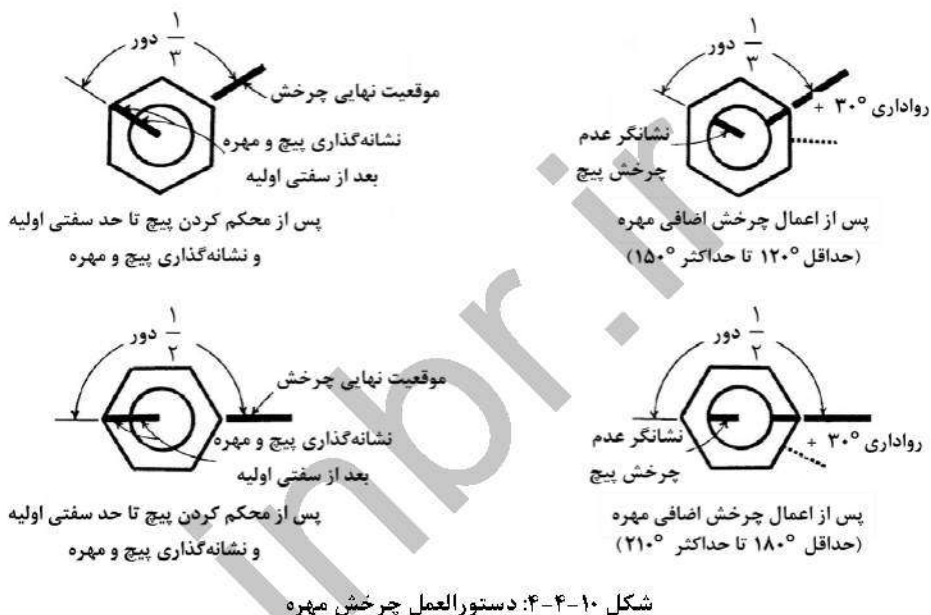 ۱/۳ دور
موقعیت نهایی چرخش
نشانه‌گذاری پیچ و مهره
بعد از سفتی اولیه
پس از محکم کردن پیچ تا حد سفتی اولیه
و نشانه‌گذاری پیچ و مهره
۱/۳ دور
رواداری ۳۰° +
نشانگر عدم
چرخش پیچ
پس از اعمال چرخش اضافی مهره
(حداقل ۱۲۰° تا حداکثر ۱۵۰°)
۱/۲ دور
موقعیت نهایی چرخش
نشانه‌گذاری پیچ و مهره
بعد از سفتی اولیه
پس از محکم کردن پیچ تا حد سفتی اولیه
و نشانه‌گذاری پیچ و مهره
۱/۲ دور
رواداری ۳۰° +
نشانگر عدم
چرخش پیچ
پس از اعمال چرخش اضافی مهره
(حداقل ۱۸۰° تا حداکثر ۲۱۰°)
شکل ۱۰-۴-۴: دستورالعمل چرخش مهره
inbr.ir